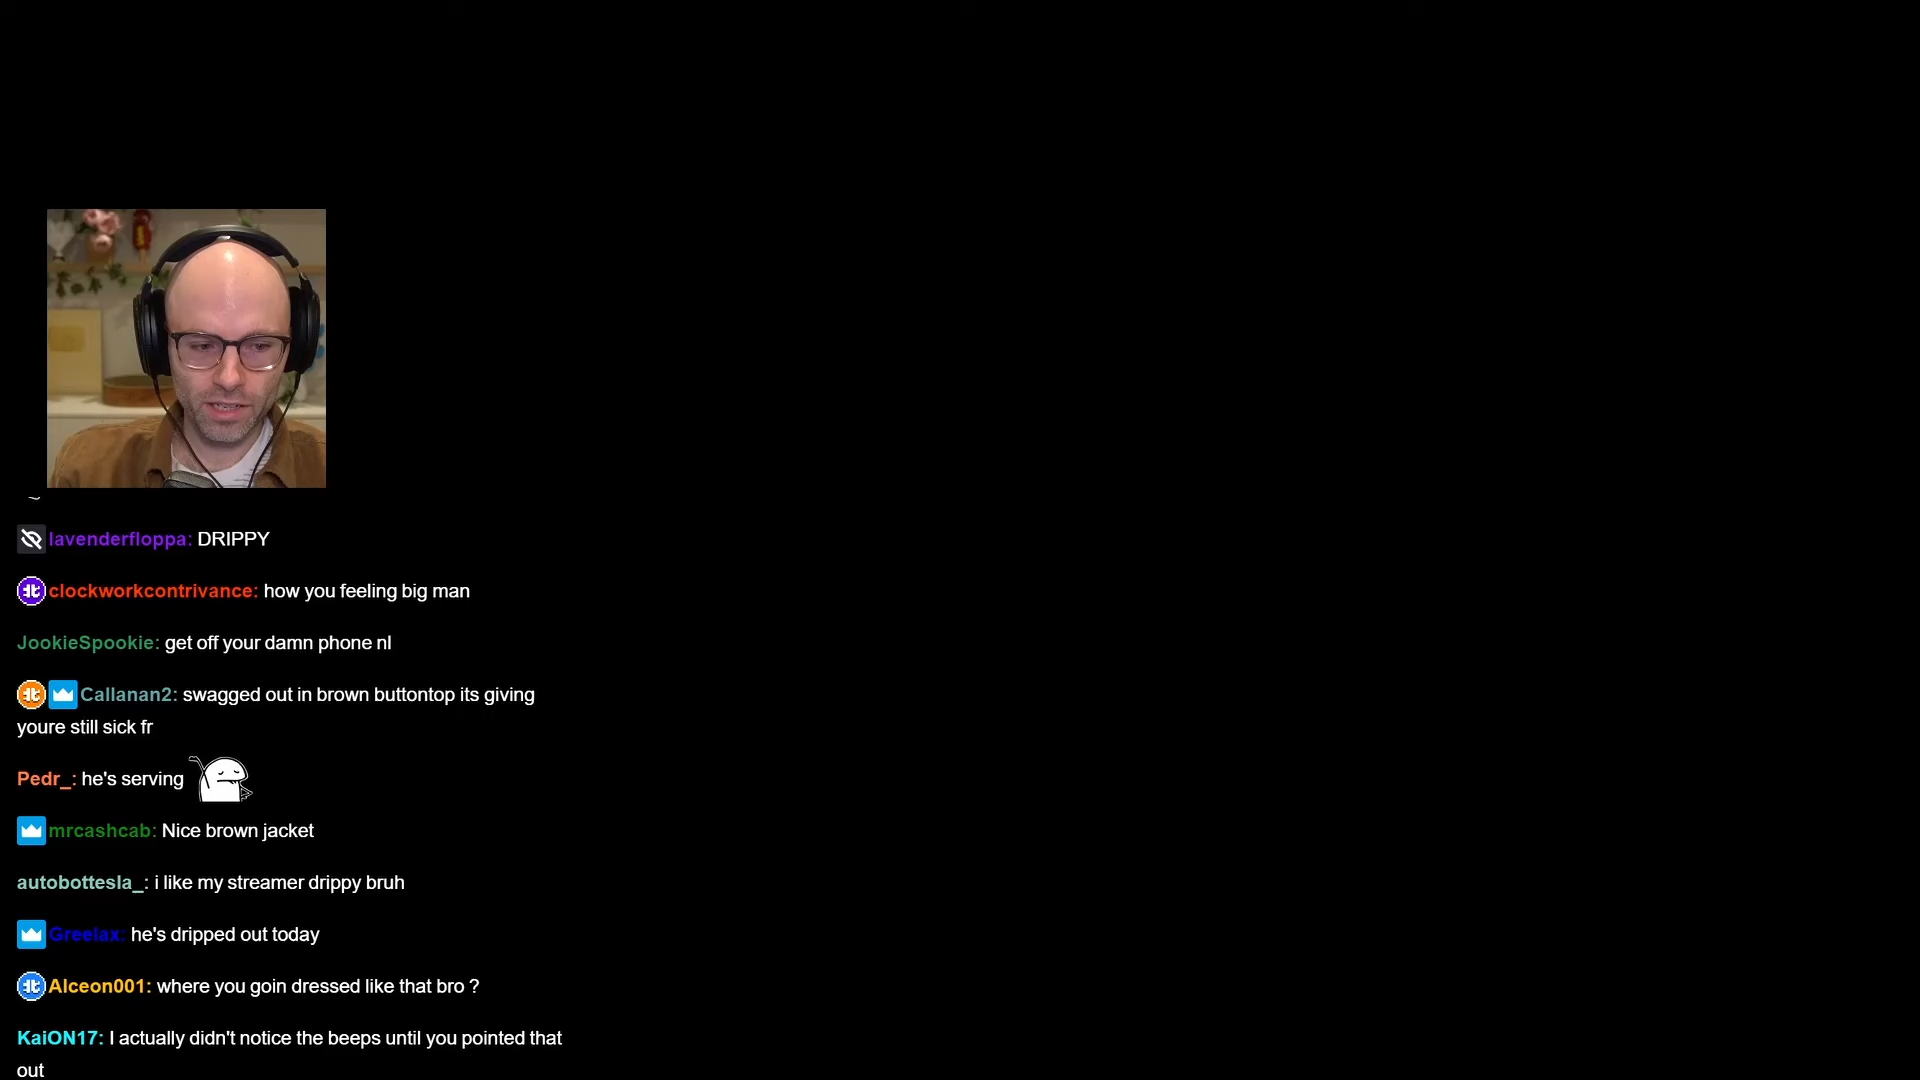 lavenderfloppa: DRIPPY
clockworkcontrivance: how you feeling big man
JookieSpookie: get off your damn phone nl
Callanan2: swagged out in brown buttontop its giving
youre still sick fr
Pedr_: he's serving
mrcashcab: Nice brown jacket
autobottesla_: i like my streamer drippy bruh
Greelax: he's dripped out today
Alceon001: where you goin dressed like that bro ?
KaiON17: I actually didn't notice the beeps until you pointed that
out